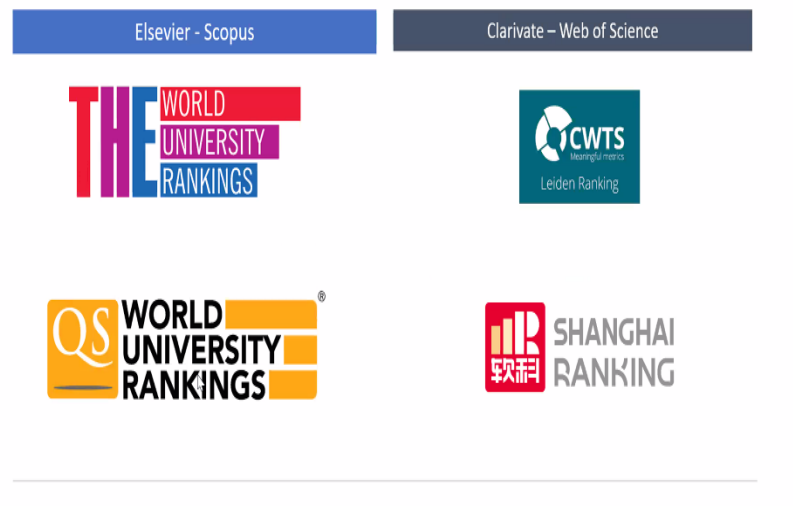 Elsevier - Scopus
Clarivate – Web of Science
THE
WORLD
UNIVERSITY
RANKINGS
CWTS
Meaningful metrics
Leiden Ranking
QS
WORLD
UNIVERSITY
RANKINGS
®
软科
SHANGHAI
RANKING